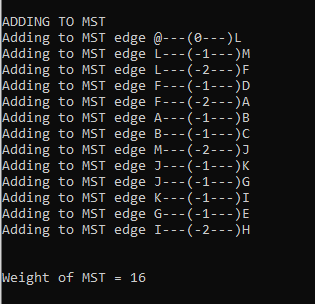 ADDING TO MST
Adding to MST edge @---(0---)L
Adding to MST edge L---(-1---)M
Adding to MST edge L---(-2---)F
Adding to MST edge F---(-1---)D
Adding to MST edge F---(-2---)A
Adding to MST edge A---(-1---)B
Adding to MST edge B---(-1---)C
Adding to MST edge M---(-2---)J
Adding to MST edge J---(-1---)K
Adding to MST edge J---(-1---)G
Adding to MST edge K---(-1---)I
Adding to MST edge G---(-1---)E
Adding to MST edge I---(-2---)H
Weight of MST = 16